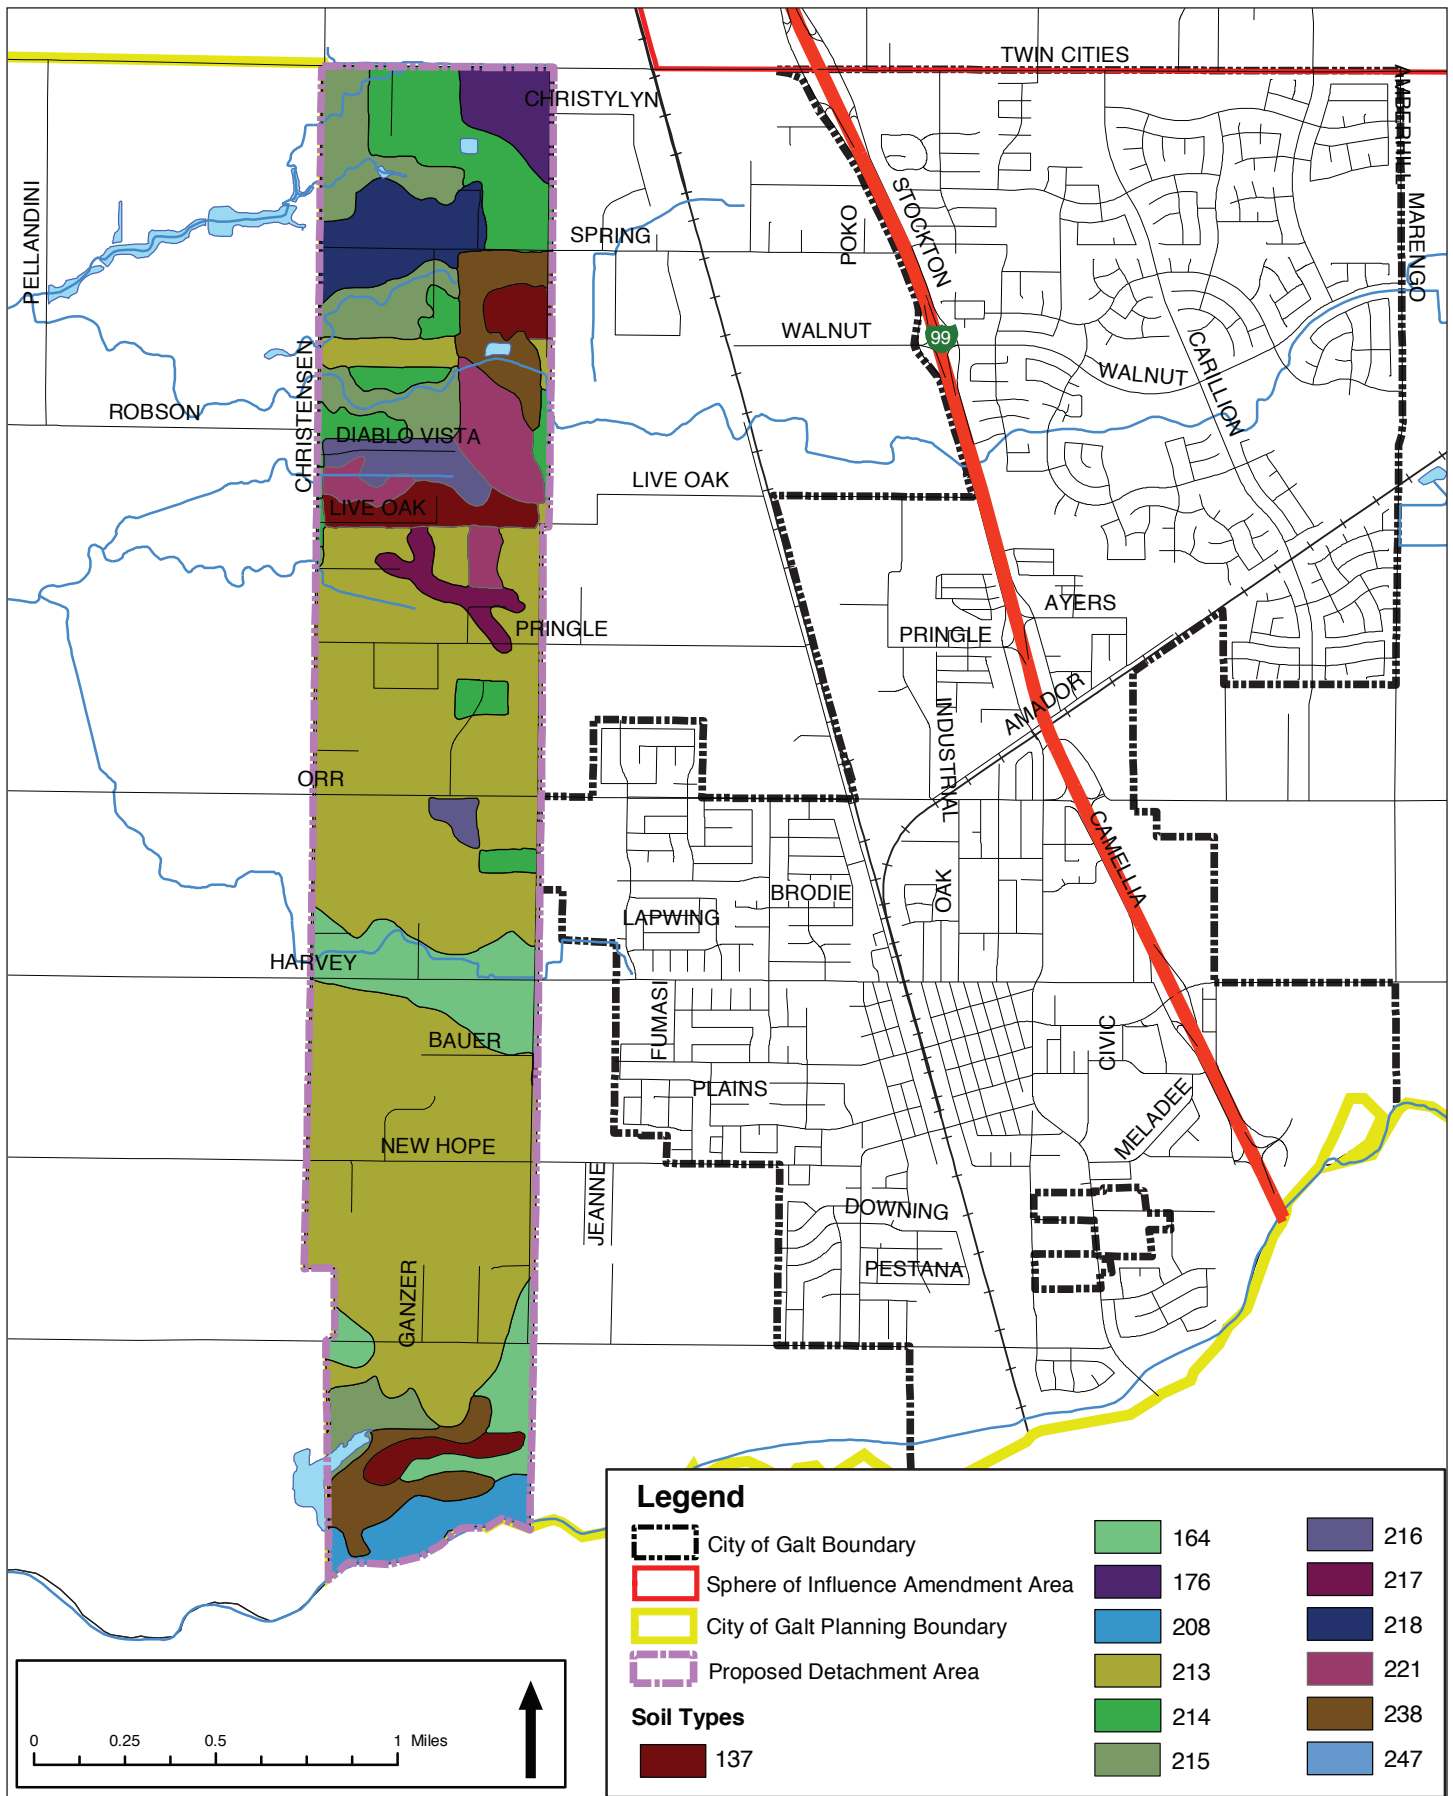 TWIN CITIES
CHRISTYLYN
AMBERHILL
PELLANDINI
STOCKTON
MARENGO
POKO
SPRING
WALNUT
99
WALNUT
CARILLION
CHRISTENSEN
ROBSON
DIABLO VISTA
LIVE OAK
LIVE OAK
AYERS
PRINGLE
PRINGLE
AMADOR
INDUSTRIAL
ORR
CAMELLIA
BRODIE
OAK
LAPWING
HARVEY
FUMASI
BAUER
CIVIC
PLAINS
MELADEE
NEW HOPE
JEANNE
DOWNING
PESTANA
GANZER
Legend
City of Galt Boundary
Sphere of Influence Amendment Area
City of Galt Planning Boundary
Proposed Detachment Area
Soil Types
137
164
176
208
213
214
215
216
217
218
221
238
247
0 0.25 0.5 1 Miles